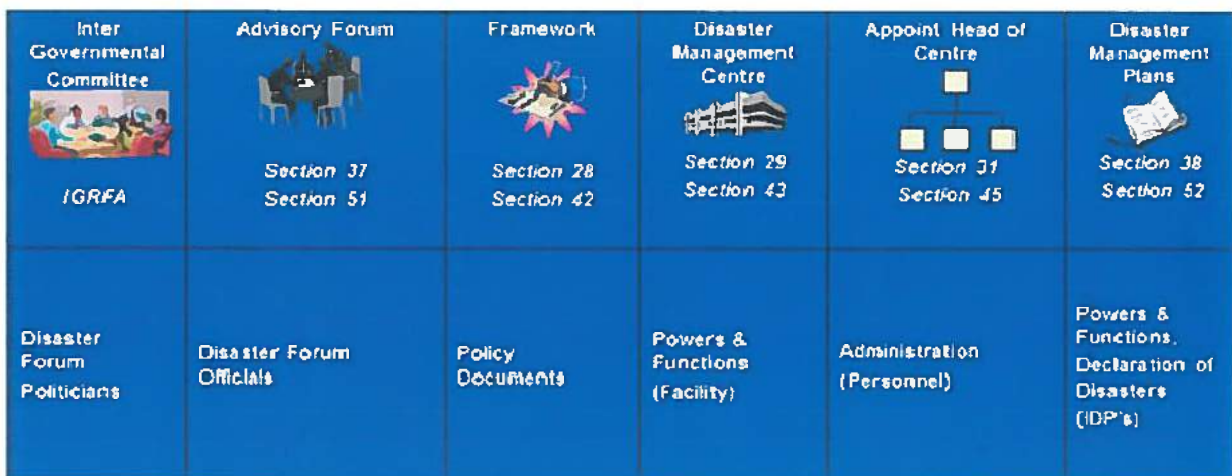 Inter
Governmental
Committee
IGRFA
Advisory Forum
Section 37
Section 51
Framework
Section 28
Section 42
Disaster
Management
Centre
Section 29
Section 43
Appoint Head of
Centre
Section 31
Section 45
Disaster
Management
Plans
Section 38
Section 52
Disaster
Forum
Politicians
Disaster Forum
Officials
Policy
Documents
Powers &
Functions
(Facility)
Administration
(Personnel)
Powers &
Functions,
Declaration of
Disasters
(IDP's)